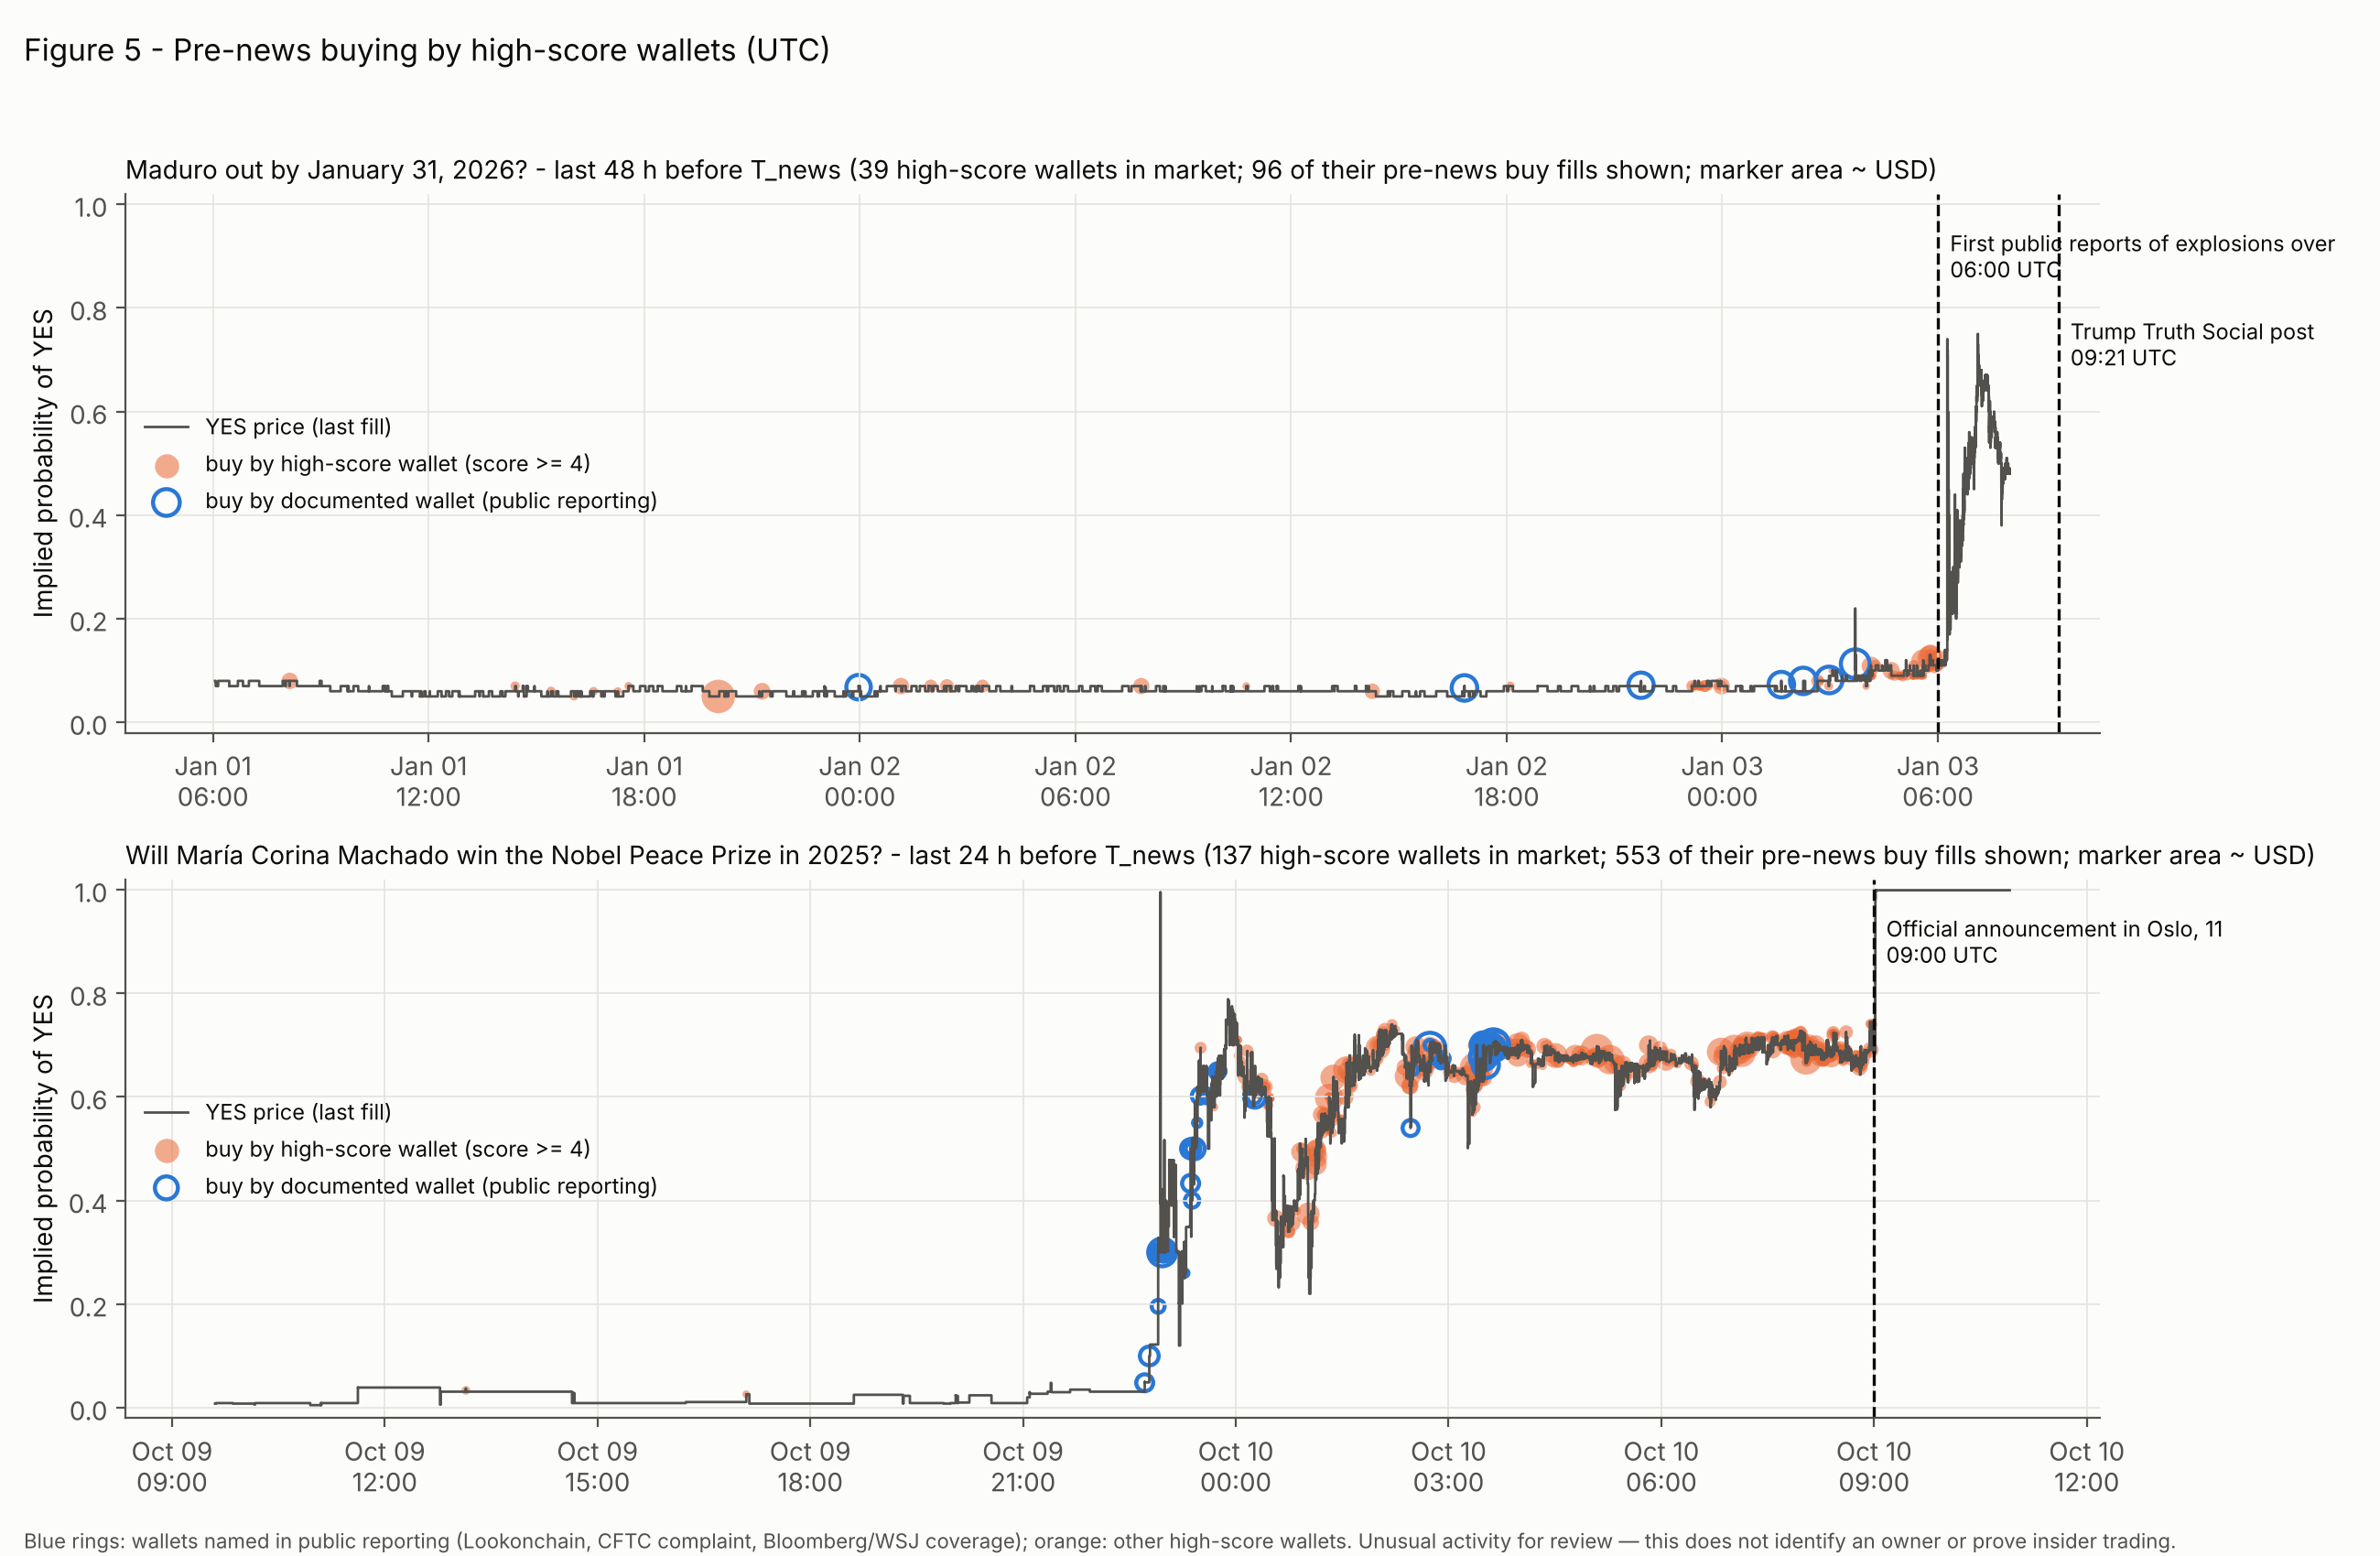 Figure 5 - Pre-news buying by high-score wallets (UTC)
Maduro out by January 31, 2026? - last 48 h before T_news (39 high-score wallets in market; 96 of their pre-news buy fills shown; marker area ~ USD)
Implied probability of YES
1.0
0.8
0.6
0.4
0.2
0.0
First public reports of explosions over
06:00 UTC
Trump Truth Social post
09:21 UTC
YES price (last fill)
buy by high-score wallet (score >= 4)
buy by documented wallet (public reporting)
Jan 01 06:00
Jan 01 12:00
Jan 01 18:00
Jan 02 00:00
Jan 02 06:00
Jan 02 12:00
Jan 02 18:00
Jan 03 00:00
Jan 03 06:00
Will María Corina Machado win the Nobel Peace Prize in 2025? - last 24 h before T_news (137 high-score wallets in market; 553 of their pre-news buy fills shown; marker area ~ USD)
Implied probability of YES
1.0
0.8
0.6
0.4
0.2
0.0
Official announcement in Oslo, 11
09:00 UTC
YES price (last fill)
buy by high-score wallet (score >= 4)
buy by documented wallet (public reporting)
Oct 09 09:00
Oct 09 12:00
Oct 09 15:00
Oct 09 18:00
Oct 09 21:00
Oct 10 00:00
Oct 10 03:00
Oct 10 06:00
Oct 10 09:00
Oct 10 12:00
Blue rings: wallets named in public reporting (Lookonchain, CFTC complaint, Bloomberg/WSJ coverage); orange: other high-score wallets. Unusual activity for review — this does not identify an owner or prove insider trading.